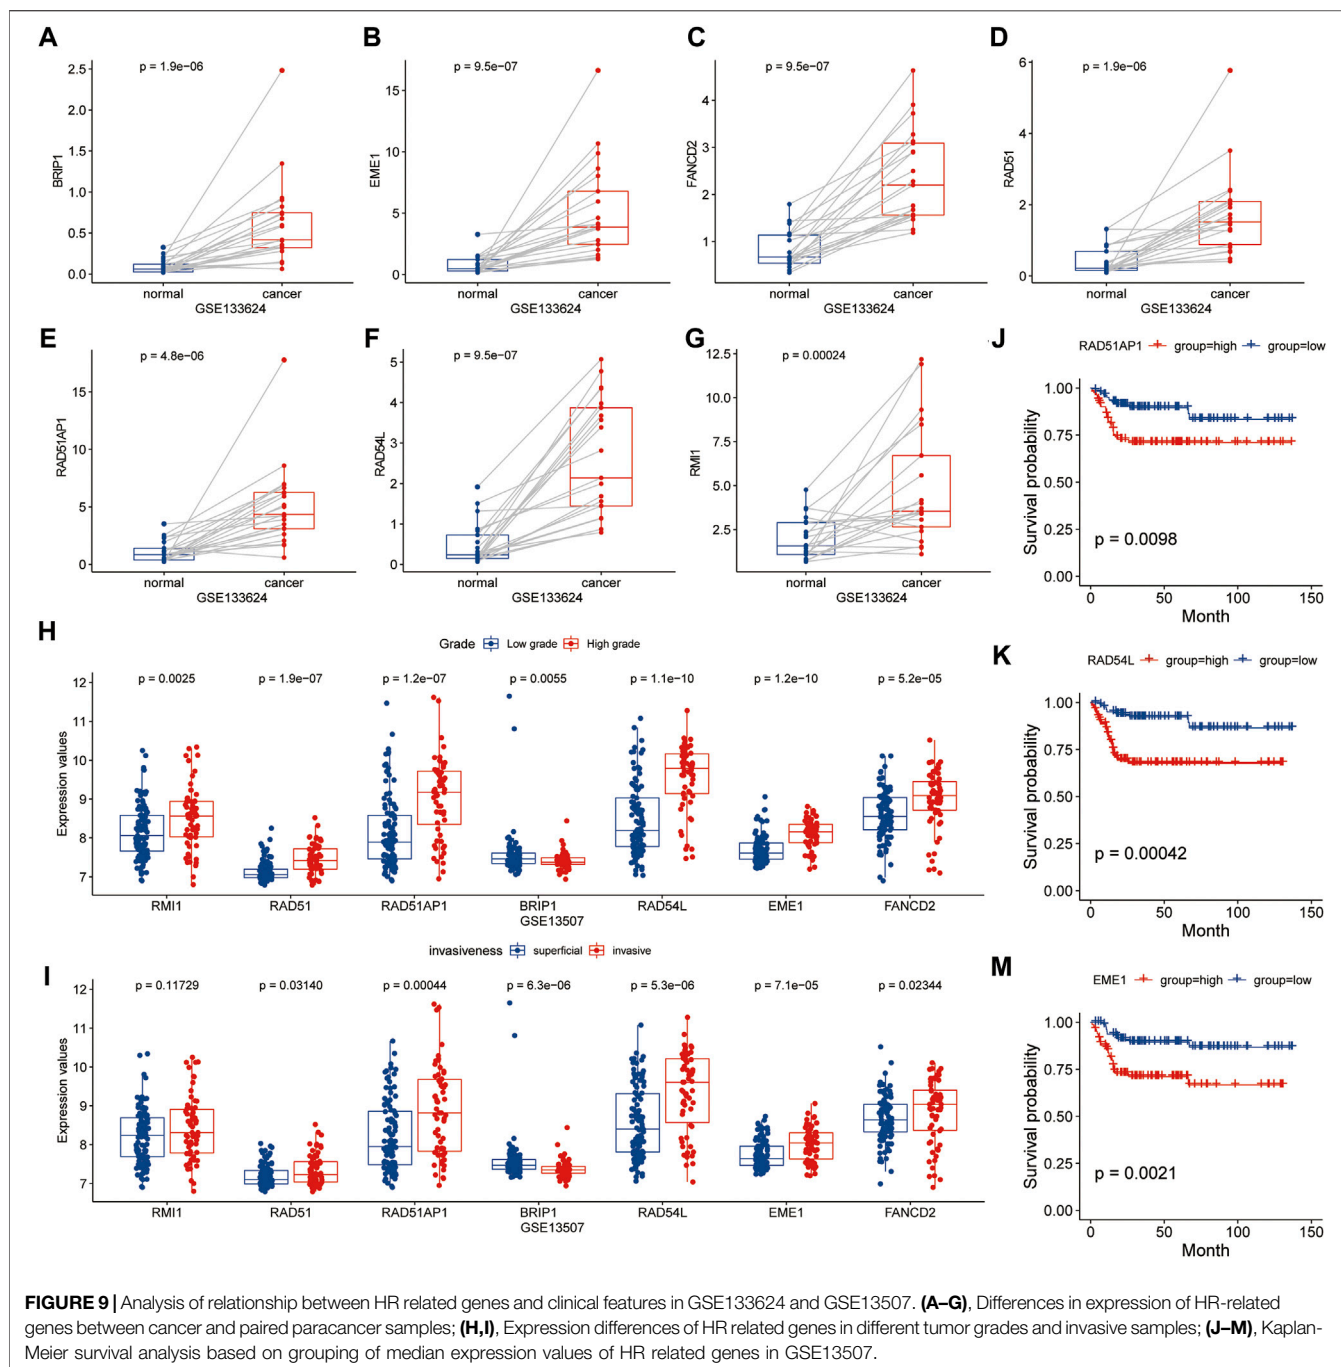 A
p = 1.9e−06
BRIP1
2.5
2.0
1.5
1.0
0.5
0.0
normal cancer
GSE133624
B
p = 9.5e−07
EME1
15
10
5
0
normal cancer
GSE133624
C
p = 9.5e−07
FANCD2
4
3
2
1
normal cancer
GSE133624
D
p = 1.9e−06
RAD51
6
4
2
0
normal cancer
GSE133624
E
p = 4.8e−06
RAD51AP1
15
10
5
0
normal cancer
GSE133624
F
p = 9.5e−07
RAD54L
5
4
3
2
1
0
normal cancer
GSE133624
G
p = 0.00024
RMI1
12.5
10.0
7.5
5.0
2.5
normal cancer
GSE133624
J
RAD51AP1 group=high group=low
Survival probability
1.00
0.75
0.50
0.25
0.00
p = 0.0098
0 50 100 150
Month
H
Grade Low grade High grade
p = 0.0025 p = 1.9e−07 p = 1.2e−07 p = 0.0055 p = 1.1e−10 p = 1.2e−10 p = 5.2e−05
Expression values
12
11
10
9
8
7
RMI1 RAD51 RAD51AP1 BRIP1 RAD54L EME1 FANCD2
GSE13507
K
RAD54L group=high group=low
Survival probability
1.00
0.75
0.50
0.25
0.00
p = 0.00042
0 50 100 150
Month
I
invasiveness superficial invasive
p = 0.11729 p = 0.03140 p = 0.00044 p = 6.3e−06 p = 5.3e−06 p = 7.1e−05 p = 0.02344
Expression values
12
11
10
9
8
7
RMI1 RAD51 RAD51AP1 BRIP1 RAD54L EME1 FANCD2
GSE13507
M
EME1 group=high group=low
Survival probability
1.00
0.75
0.50
0.25
0.00
p = 0.0021
0 50 100 150
Month
FIGURE 9 | Analysis of relationship between HR related genes and clinical features in GSE133624 and GSE13507. (A–G), Differences in expression of HR-related
genes between cancer and paired paracancer samples; (H,I), Expression differences of HR related genes in different tumor grades and invasive samples; (J–M), Kaplan-
Meier survival analysis based on grouping of median expression values of HR related genes in GSE13507.